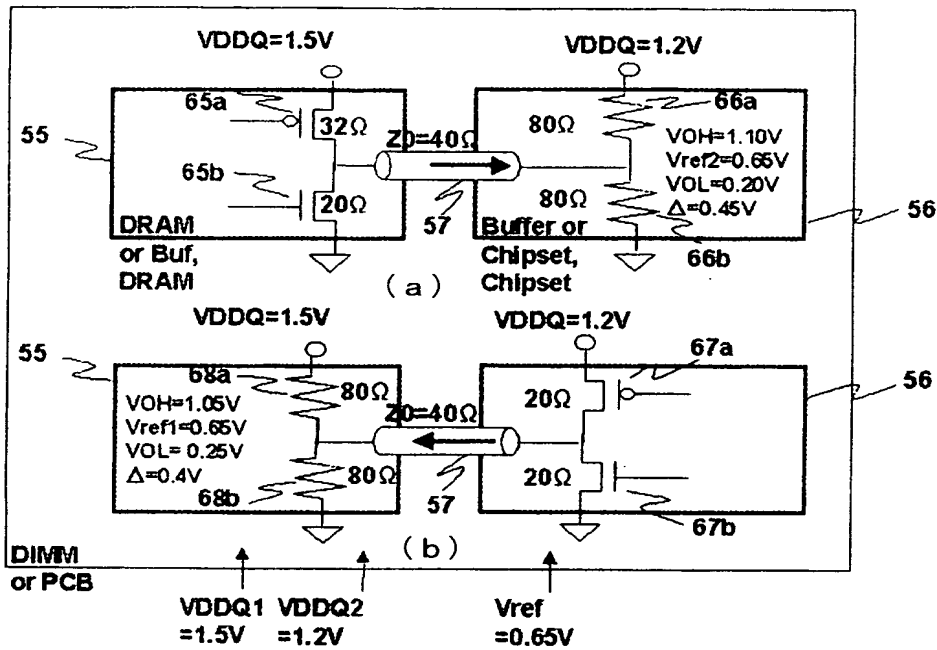 VDDQ=1.5V
VDDQ=1.2V
65a
66a
55
32Ω
Z0=40Ω
80Ω
VOH=1.10V
Vref2=0.65V
VOL=0.20V
Δ=0.45V
65b
20Ω
80Ω
57
56
DRAM
or Buf,
DRAM
Buffer or
Chipset,
Chipset
66b
(a)
VDDQ=1.5V
VDDQ=1.2V
55
68a
67a
56
VOH=1.05V
Vref1=0.65V
VOL= 0.25V
Δ=0.4V
80Ω
Z0=40Ω
20Ω
80Ω
20Ω
68b
57
67b
(b)
DIMM
or PCB
VDDQ1
=1.5V
VDDQ2
=1.2V
Vref
=0.65V